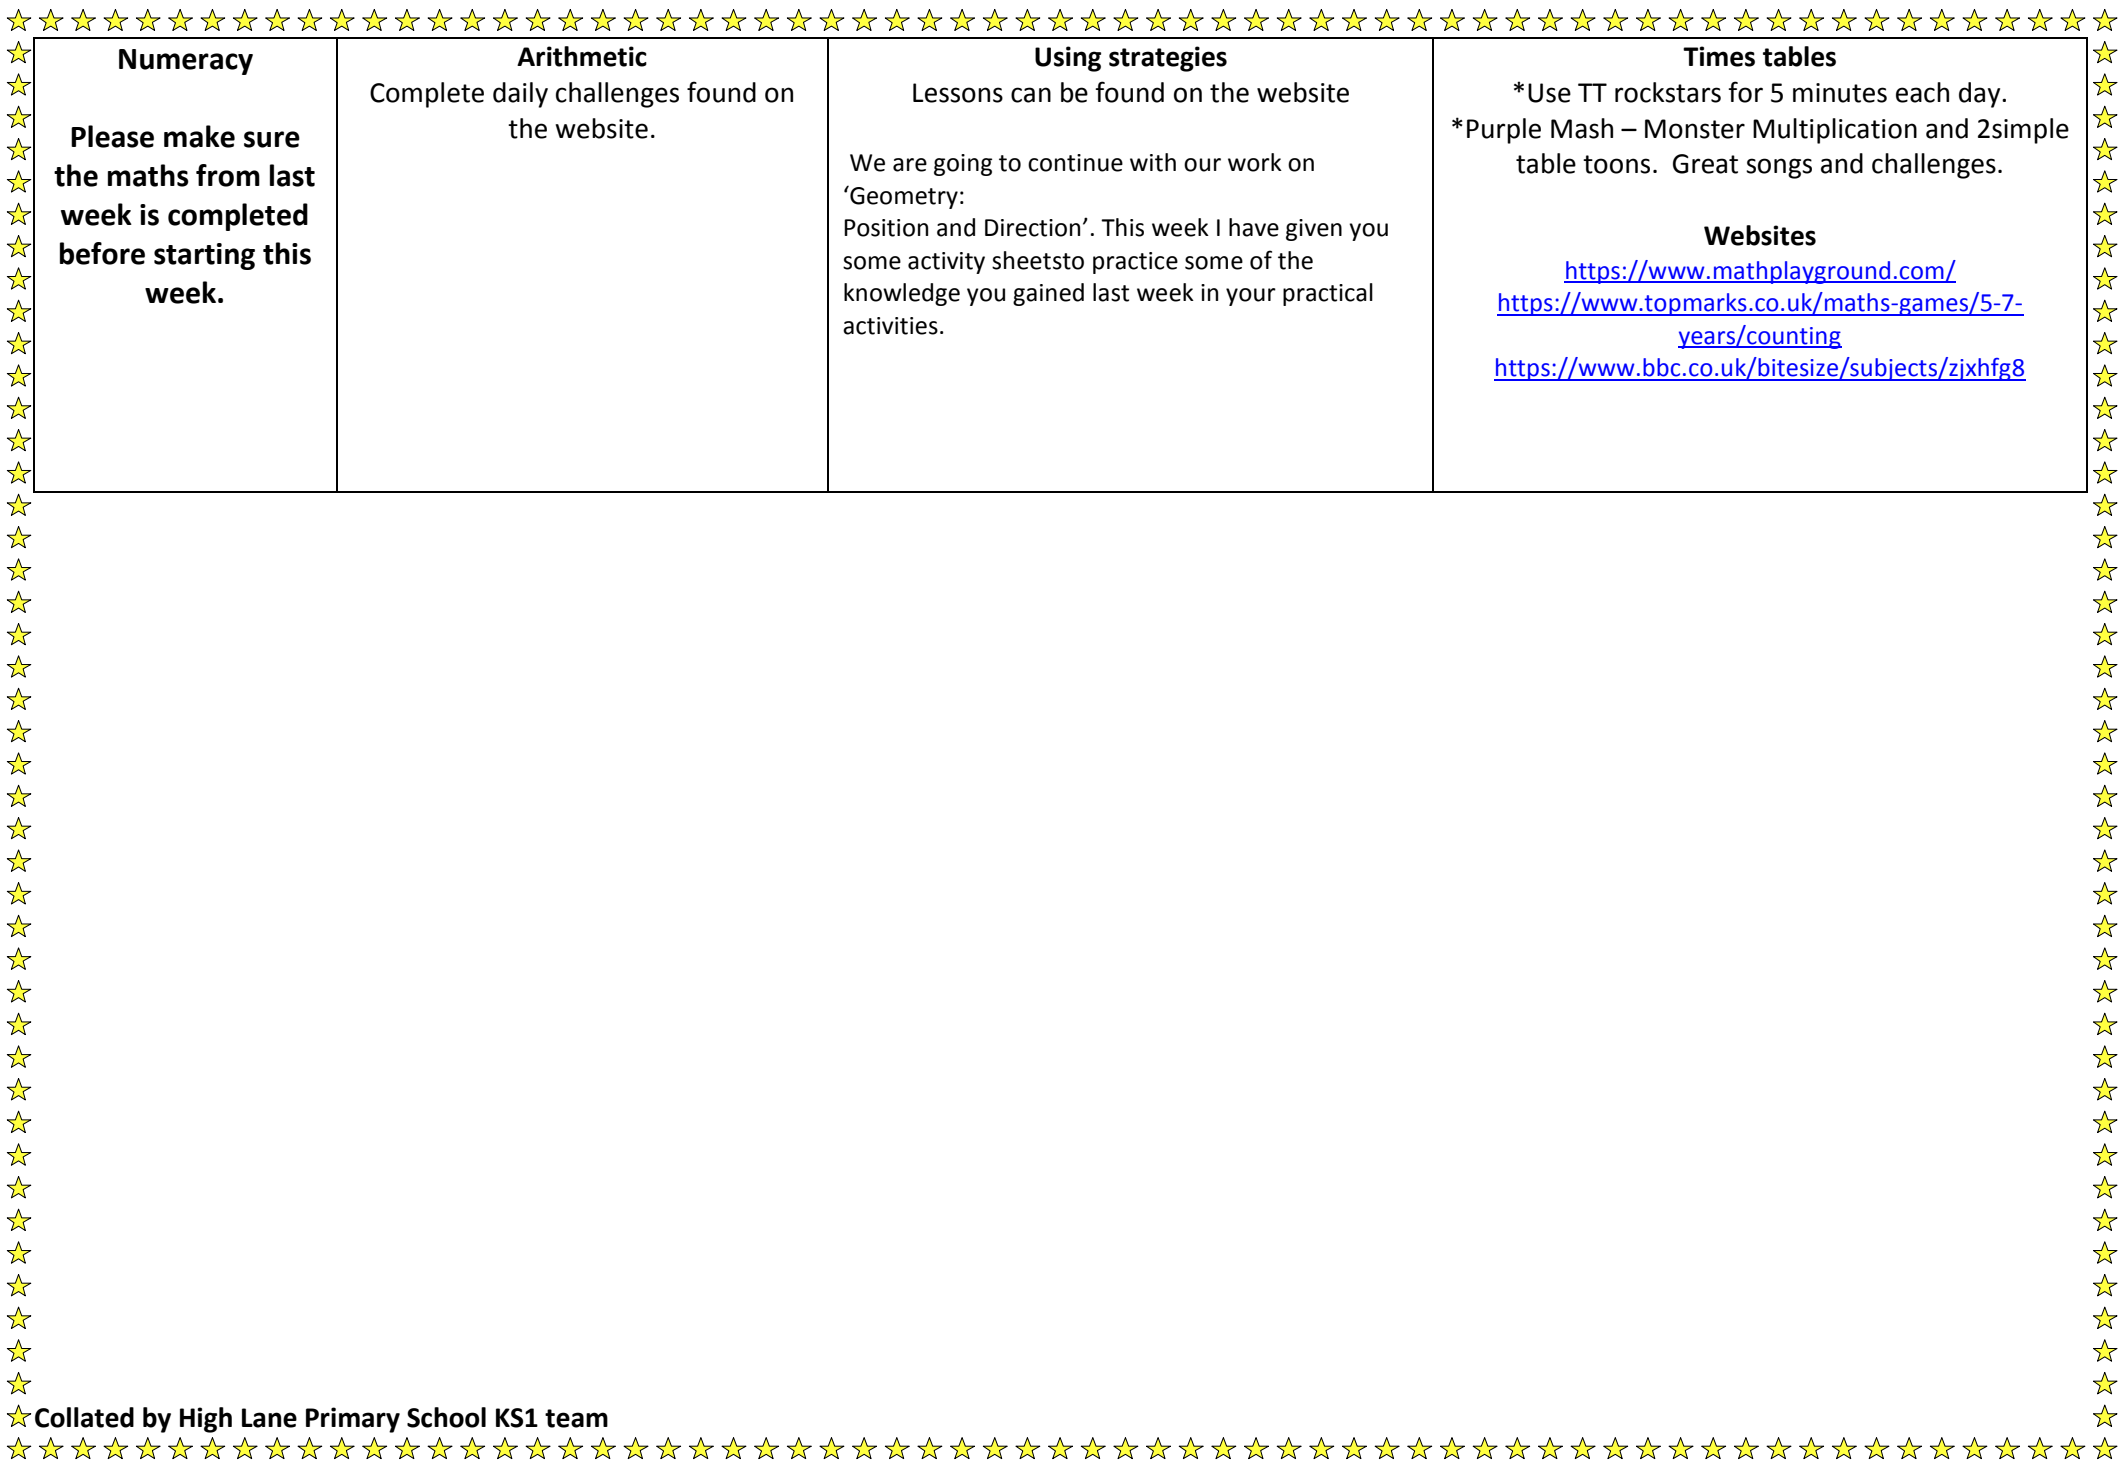 Numeracy
Please make sure
the maths from last
week is completed
before starting this
week.
Arithmetic
Complete daily challenges found on
the website.
Using strategies
Lessons can be found on the website
We are going to continue with our work on
‘Geometry:
Position and Direction’. This week I have given you
some activity sheetsto practice some of the
knowledge you gained last week in your practical
activities.
Times tables
*Use TT rockstars for 5 minutes each day.
*Purple Mash – Monster Multiplication and 2simple
table toons.  Great songs and challenges.
Websites
https://www.mathplayground.com/
https://www.topmarks.co.uk/maths-games/5-7-
years/counting
https://www.bbc.co.uk/bitesize/subjects/zjxhfg8
Collated by High Lane Primary School KS1 team